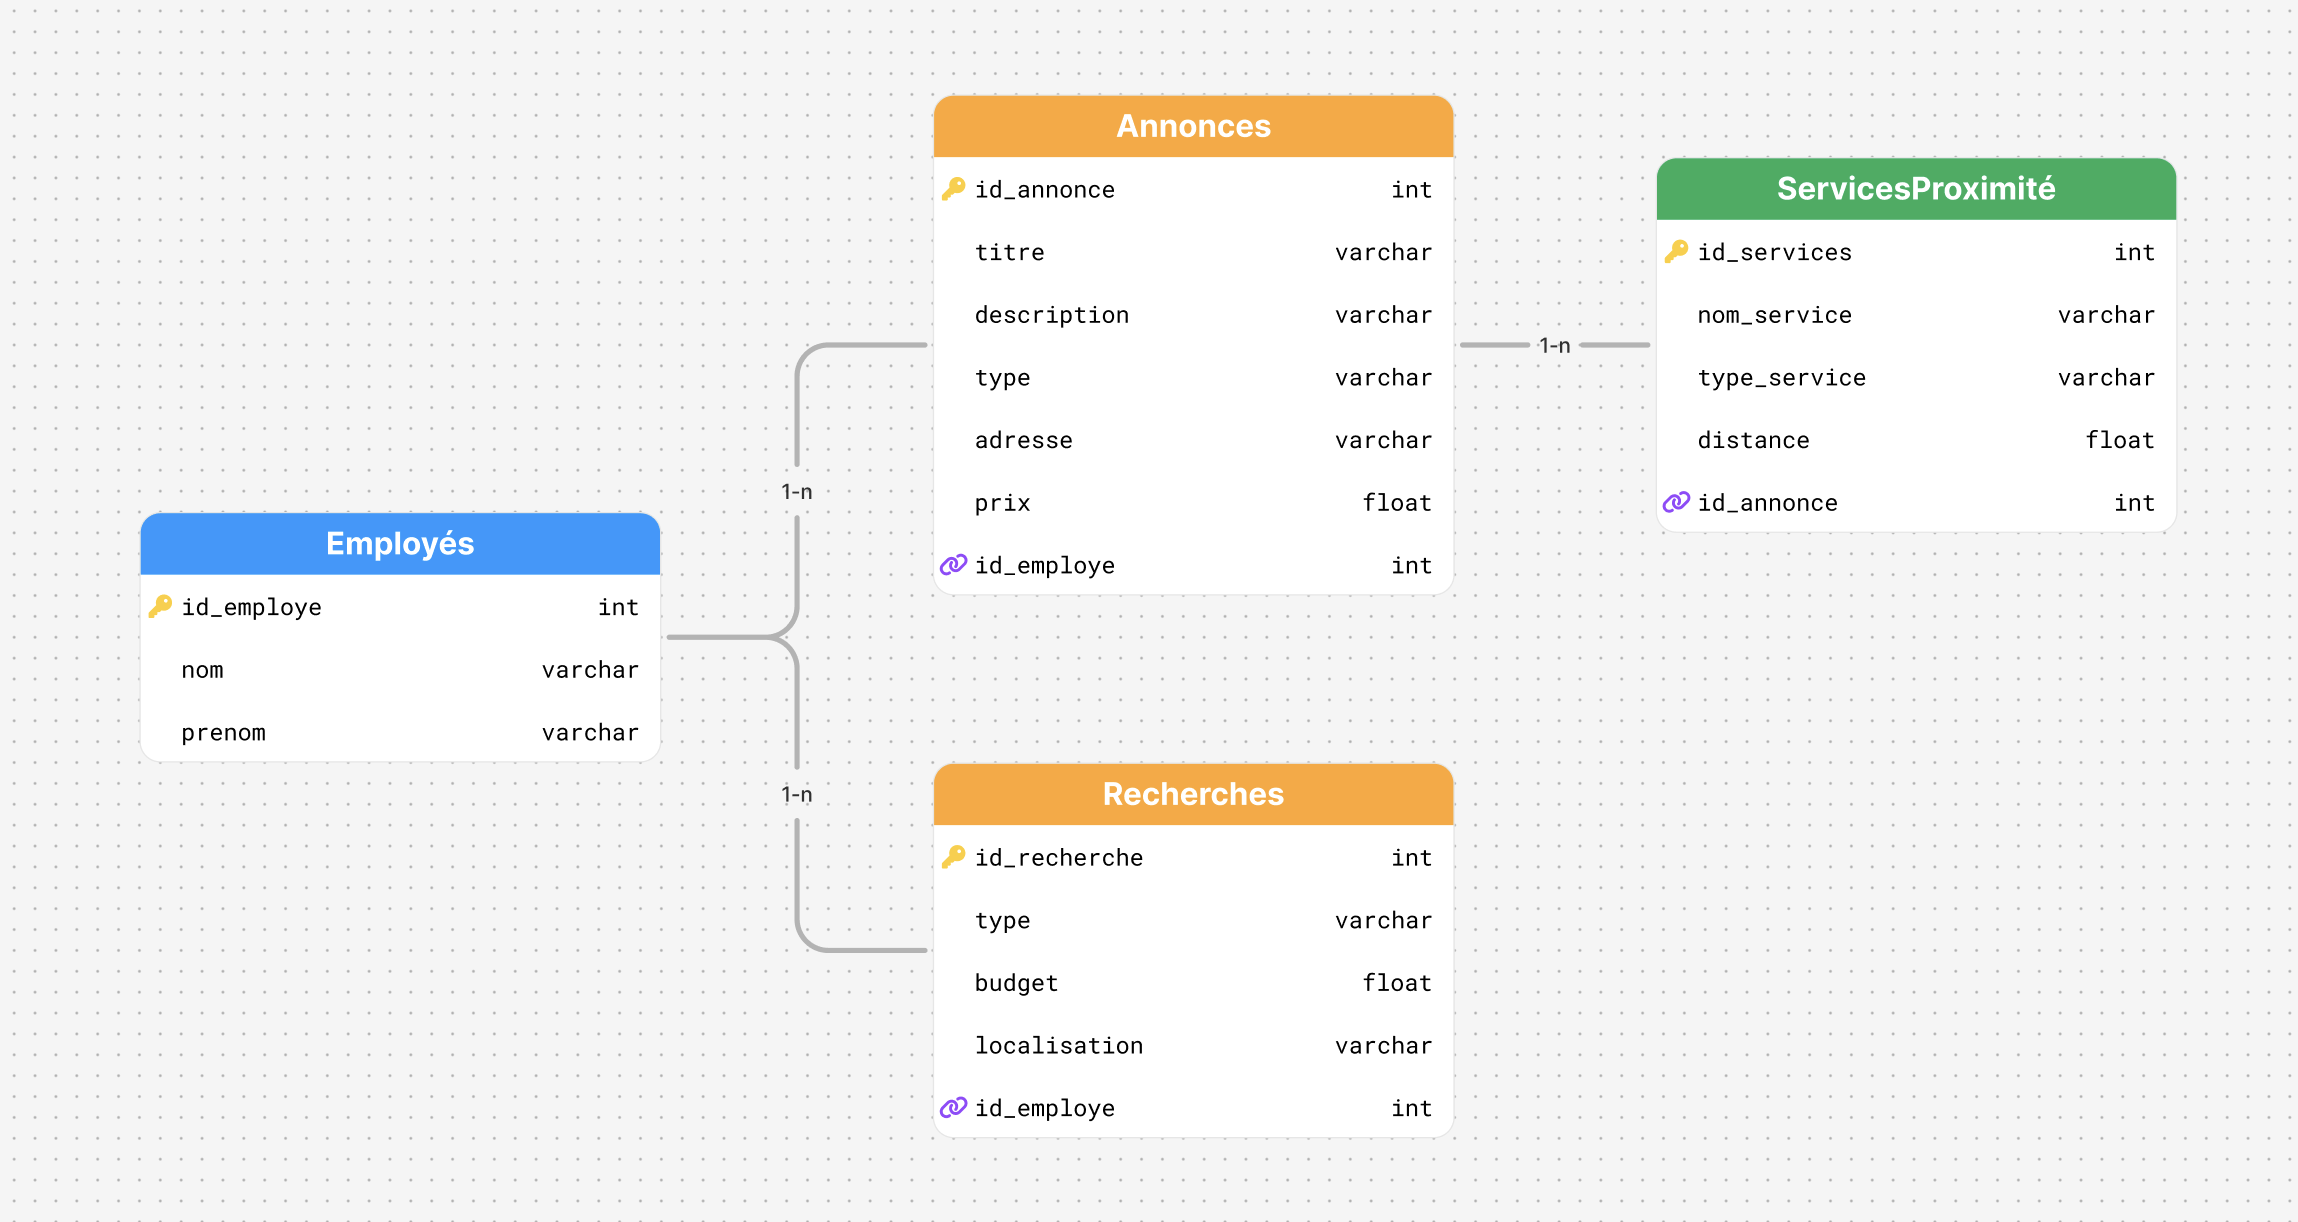 Employés
id_employe int
nom varchar
prenom varchar
1-n
1-n
Annonces
id_annonce int
titre varchar
description varchar
type varchar
adresse varchar
prix float
id_employe int
Recherches
id_recherche int
type varchar
budget float
localisation varchar
id_employe int
1-n
ServicesProximité
id_services int
nom_service varchar
type_service varchar
distance float
id_annonce int